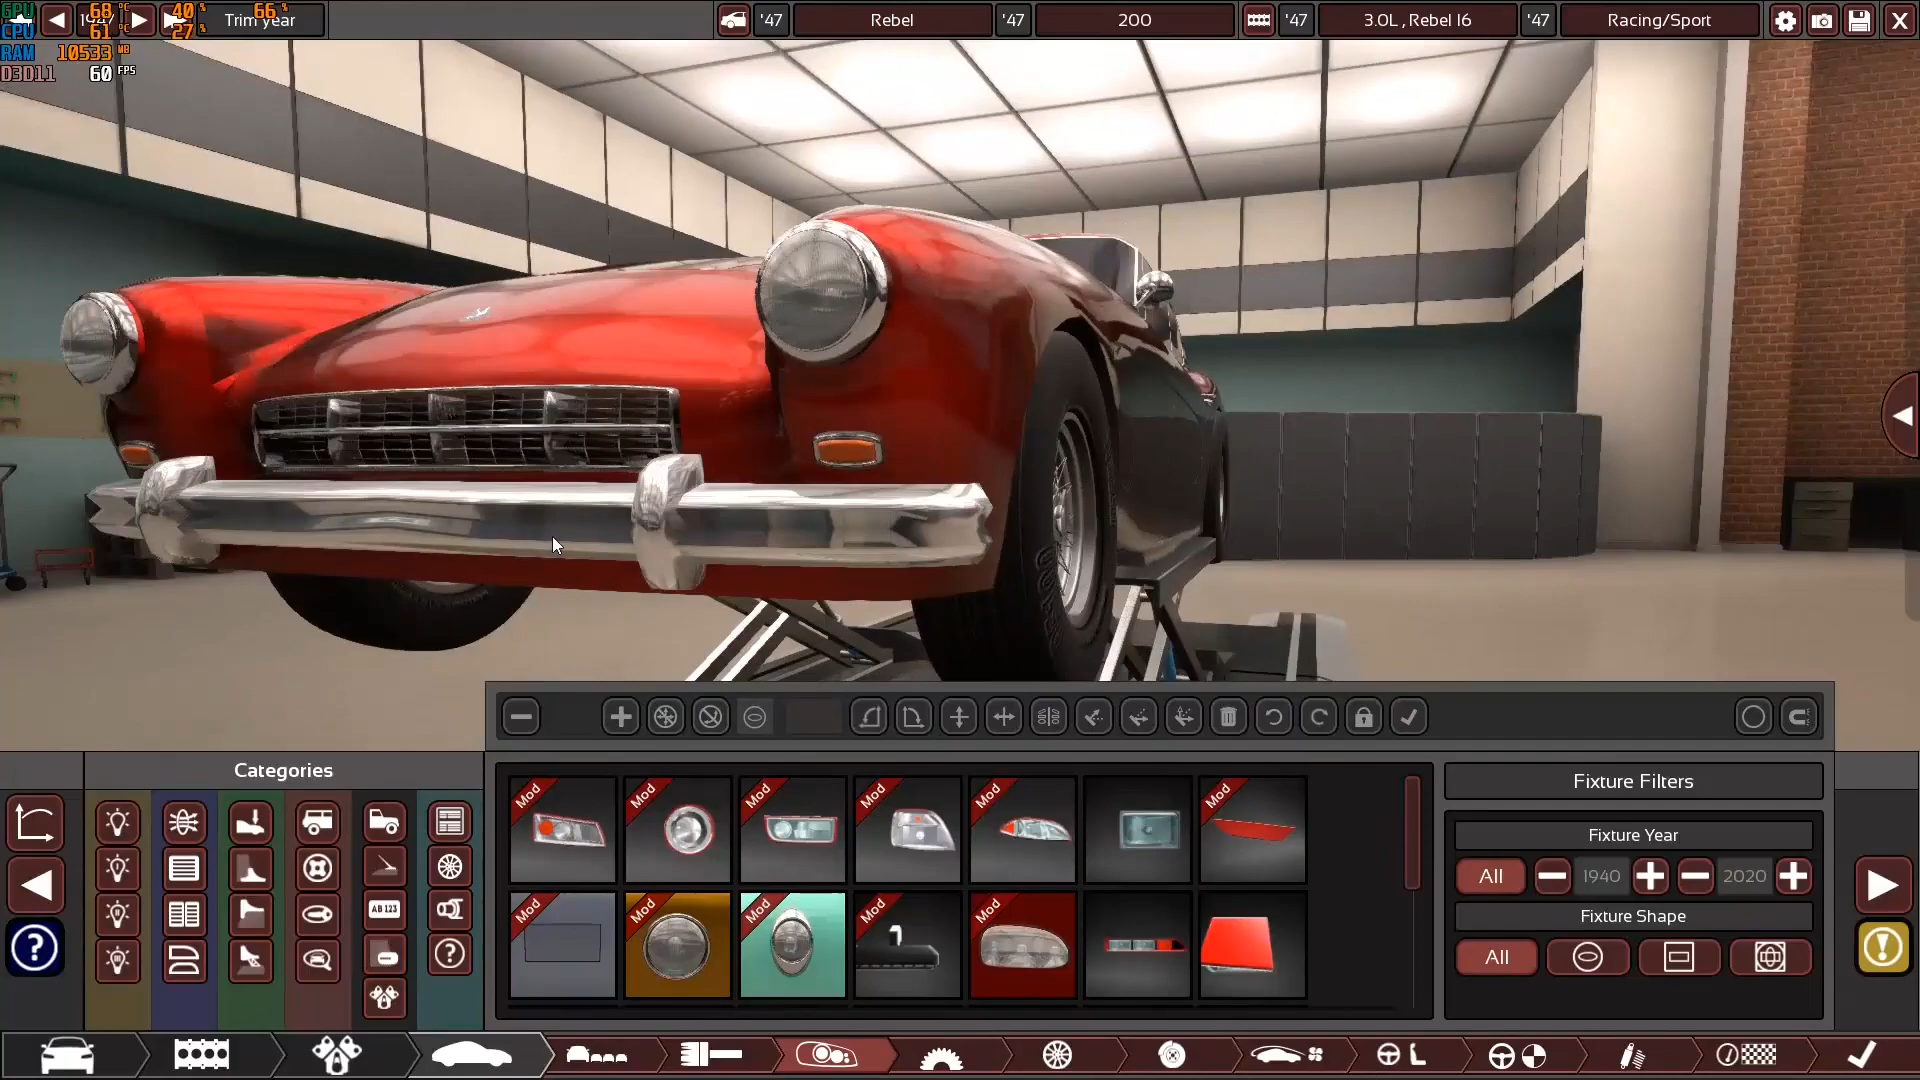 GPU 68 °C 40 % 66 %
CPU 61 °C 27 %
RAM 10533 MB
D3D11 60 FPS
Trim year
'47 Rebel '47 200 '47 3.0L , Rebel I6 '47 Racing/Sport
Categories
AB 123
Mod Mod Mod Mod Mod Mod
Mod Mod Mod Mod Mod
Fixture Filters
Fixture Year
All 1940 2020
Fixture Shape
All